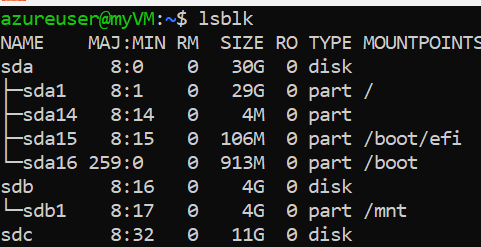 azureuser@myVM:~$ lsblk
NAME    MAJ:MIN RM  SIZE RO TYPE MOUNTPOINTS
sda       8:0    0   30G  0 disk
├─sda1    8:1    0   29G  0 part /
├─sda14   8:14   0    4M  0 part
├─sda15   8:15   0  106M  0 part /boot/efi
└─sda16 259:0    0  913M  0 part /boot
sdb       8:16   0    4G  0 disk
└─sdb1    8:17   0    4G  0 part /mnt
sdc       8:32   0   11G  0 disk